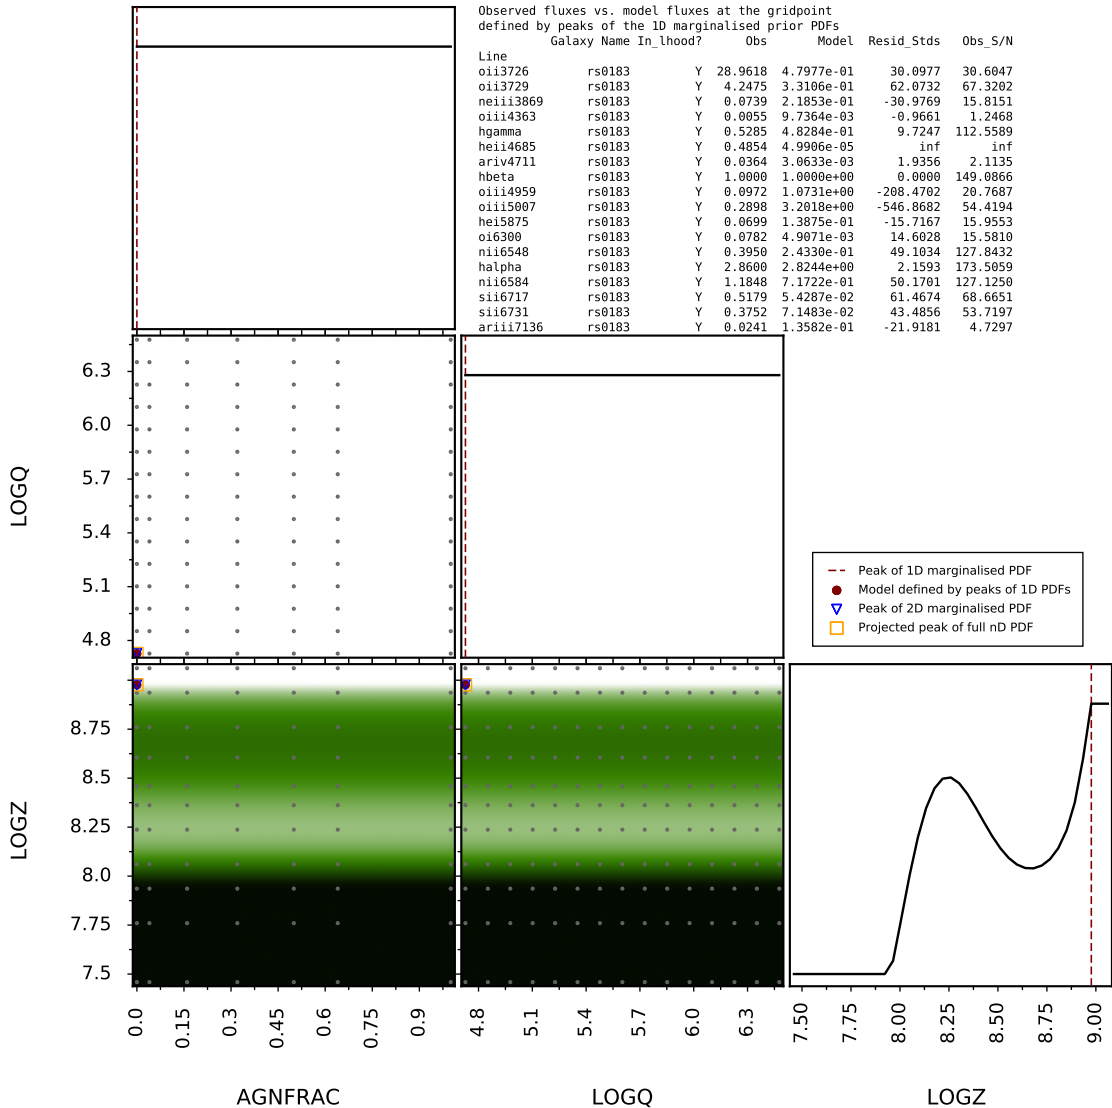 Observed fluxes vs. model fluxes at the gridpoint
defined by peaks of the 1D marginalised prior PDFs
Galaxy Name In_lhood? Obs Model Resid_Stds Obs_S/N
Line
oii3726 rs0183 Y 28.9618 4.7977e-01 30.0977 30.6047
oii3729 rs0183 Y 4.2475 3.3106e-01 62.0732 67.3202
neiii3869 rs0183 Y 0.0739 2.1853e-01 -30.9769 15.8151
oiii4363 rs0183 Y 0.0055 9.7364e-03 -0.9661 1.2468
hgamma rs0183 Y 0.5285 4.8284e-01 9.7247 112.5589
heii4685 rs0183 Y 0.4854 4.9906e-05 inf inf
ariv4711 rs0183 Y 0.0364 3.0633e-03 1.9356 2.1135
hbeta rs0183 Y 1.0000 1.0000e+00 0.0000 149.0866
oiii4959 rs0183 Y 0.0972 1.0731e+00 -208.4702 20.7687
oiii5007 rs0183 Y 0.2898 3.2018e+00 -546.8682 54.4194
hei5875 rs0183 Y 0.0699 1.3875e-01 -15.7167 15.9553
oi6300 rs0183 Y 0.0782 4.9071e-03 14.6028 15.5810
nii6548 rs0183 Y 0.3950 2.4330e-01 49.1034 127.8432
halpha rs0183 Y 2.8600 2.8244e+00 2.1593 173.5059
nii6584 rs0183 Y 1.1848 7.1722e-01 50.1701 127.1250
sii6717 rs0183 Y 0.5179 5.4287e-02 61.4674 68.6651
sii6731 rs0183 Y 0.3752 7.1483e-02 43.4856 53.7197
ariii7136 rs0183 Y 0.0241 1.3582e-01 -21.9181 4.7297
LOGQ
6.3
6.0
5.7
5.4
5.1
4.8
Peak of 1D marginalised PDF
Model defined by peaks of 1D PDFs
Peak of 2D marginalised PDF
Projected peak of full nD PDF
LOGZ
8.75
8.5
8.25
8.0
7.75
7.5
0.0 0.15 0.3 0.45 0.6 0.75 0.9
4.8 5.1 5.4 5.7 6.0 6.3
7.50 7.75 8.00 8.25 8.50 8.75 9.00
AGNFRAC LOGQ LOGZ